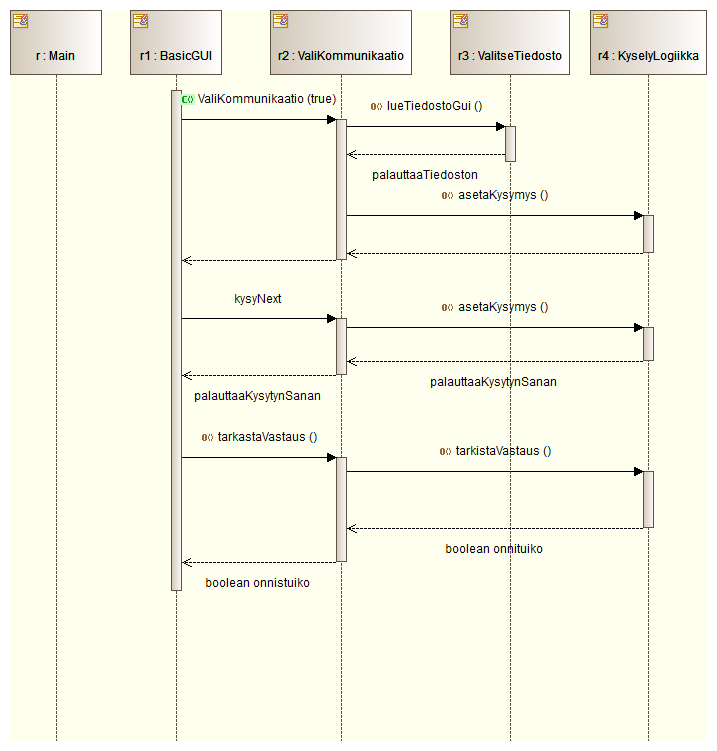 r : Main
r1 : BasicGUI
r2 : ValiKommunikaatio
r3 : ValitseTiedosto
r4 : KyselyLogiikka
C() ValiKommunikaatio (true)
O() lueTiedostoGui ()
palauttaaTiedoston
O() asetaKysymys ()
kysyNext
O() asetaKysymys ()
palauttaaKysytynSanan
palauttaaKysytynSanan
O() tarkastaVastaus ()
O() tarkistaVastaus ()
boolean onnituiko
boolean onnistuiko